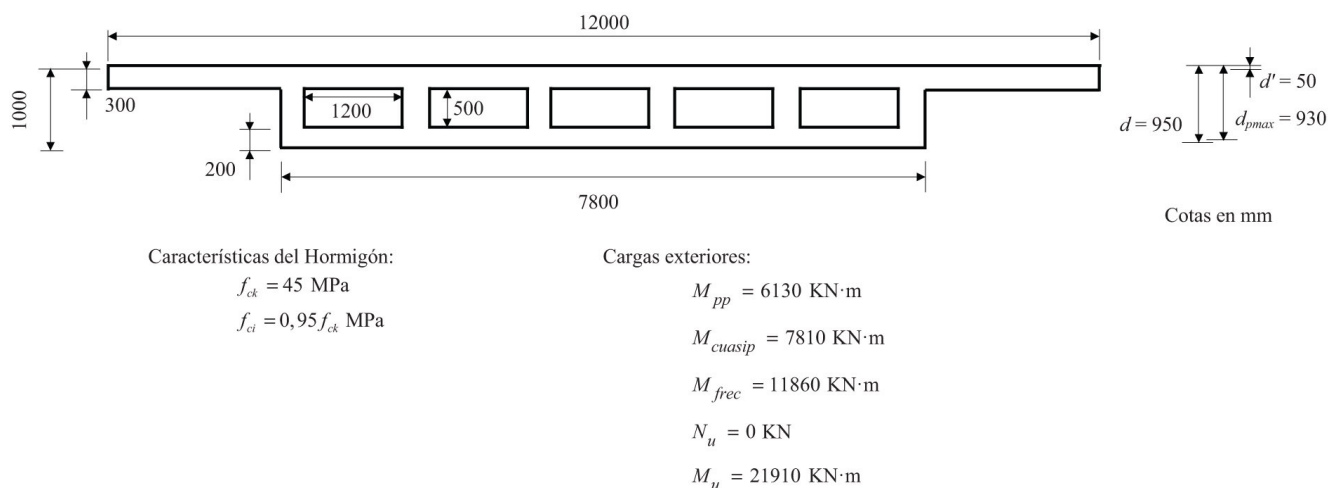 12000
1000
300
1200
500
200
7800
d' = 50
d = 950
d_pmax = 930
Cotas en mm
Características del Hormigón:
f_ck = 45 MPa
f_ci = 0,95f_ck MPa
Cargas exteriores:
M_pp = 6130 KN·m
M_cuasip = 7810 KN·m
M_frec = 11860 KN·m
N_u = 0 KN
M_u = 21910 KN·m